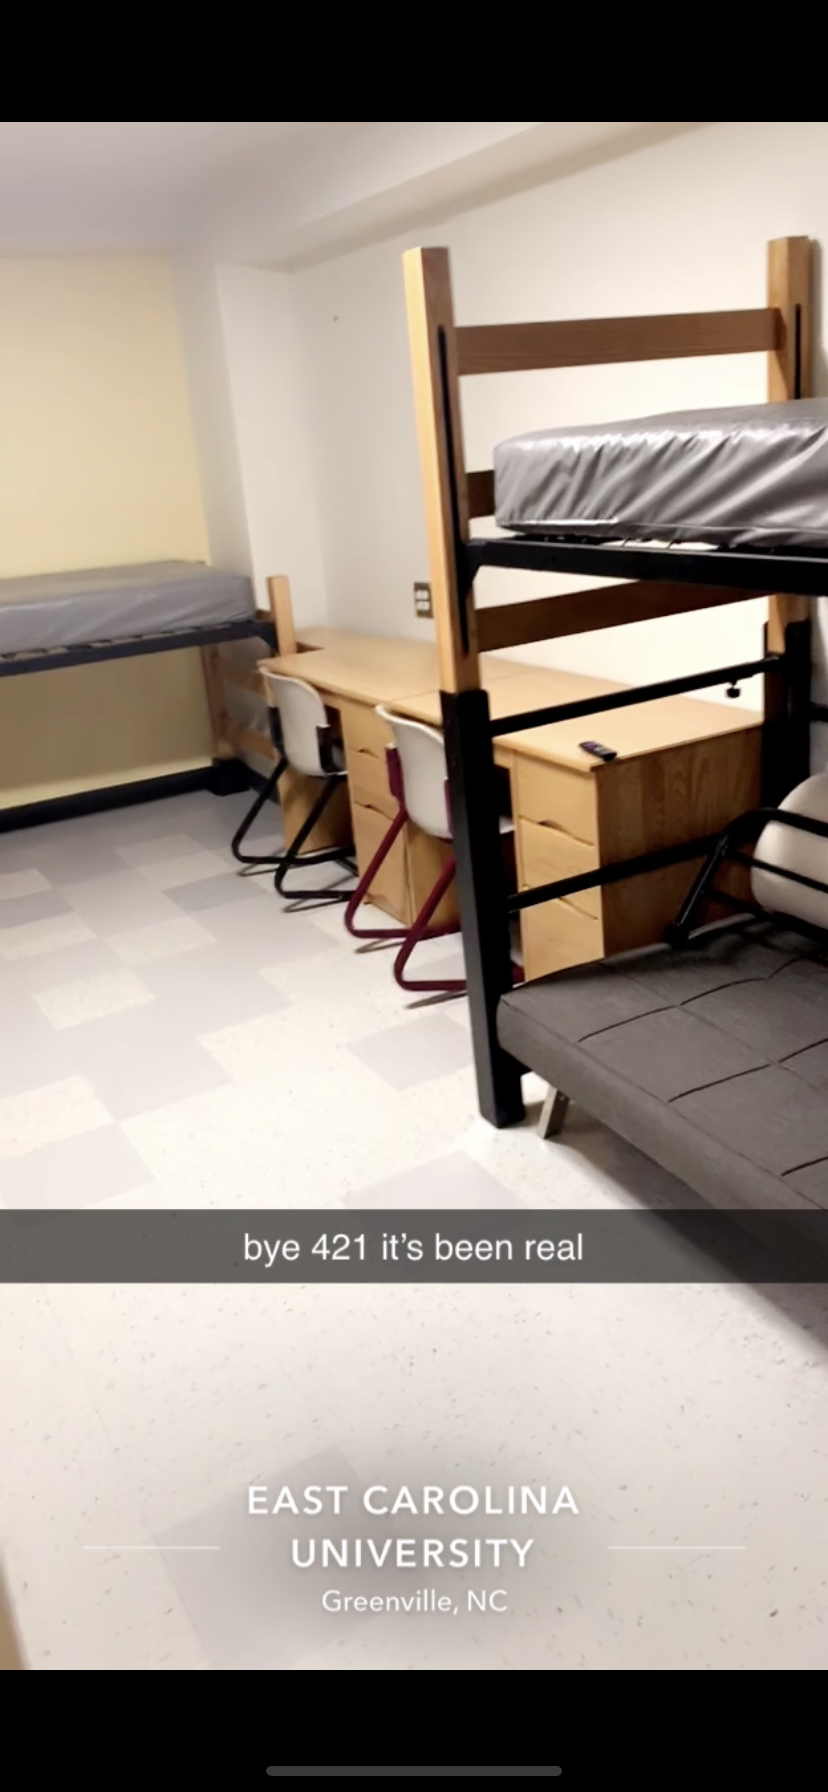 bye 421 it’s been real
EAST CAROLINA
UNIVERSITY
Greenville, NC